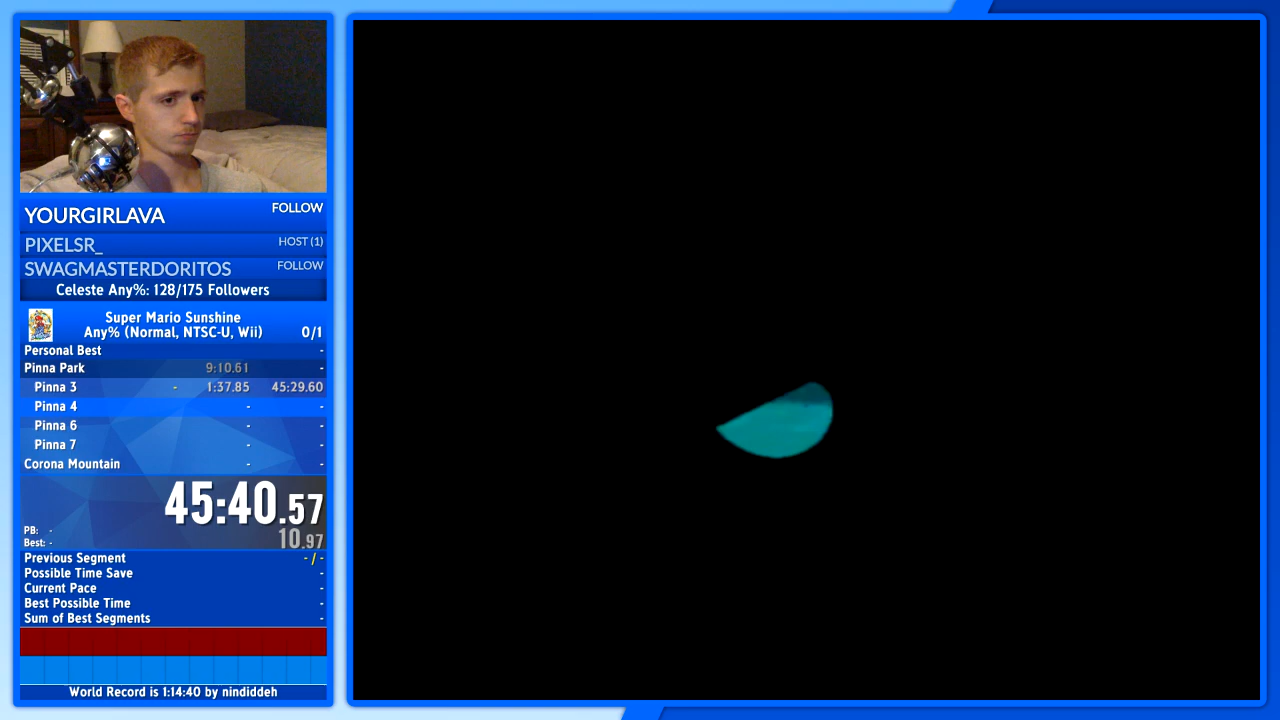 YOURGIRLAVA FOLLOW
PIXELSR_ HOST (1)
SWAGMASTERDORITOS FOLLOW
Celeste Any%: 128/175 Followers
Super Mario Sunshine
Any% (Normal, NTSC-U, Wii) 0/1
Personal Best -
Pinna Park 9:10.61 -
Pinna 3 - 1:37.85 45:29.60
Pinna 4 - -
Pinna 6 - -
Pinna 7 - -
Corona Mountain - -
45:40.57
PB: -
Best: - 10.97
Previous Segment - / -
Possible Time Save -
Current Pace -
Best Possible Time -
Sum of Best Segments -
World Record is 1:14:40 by nindiddeh